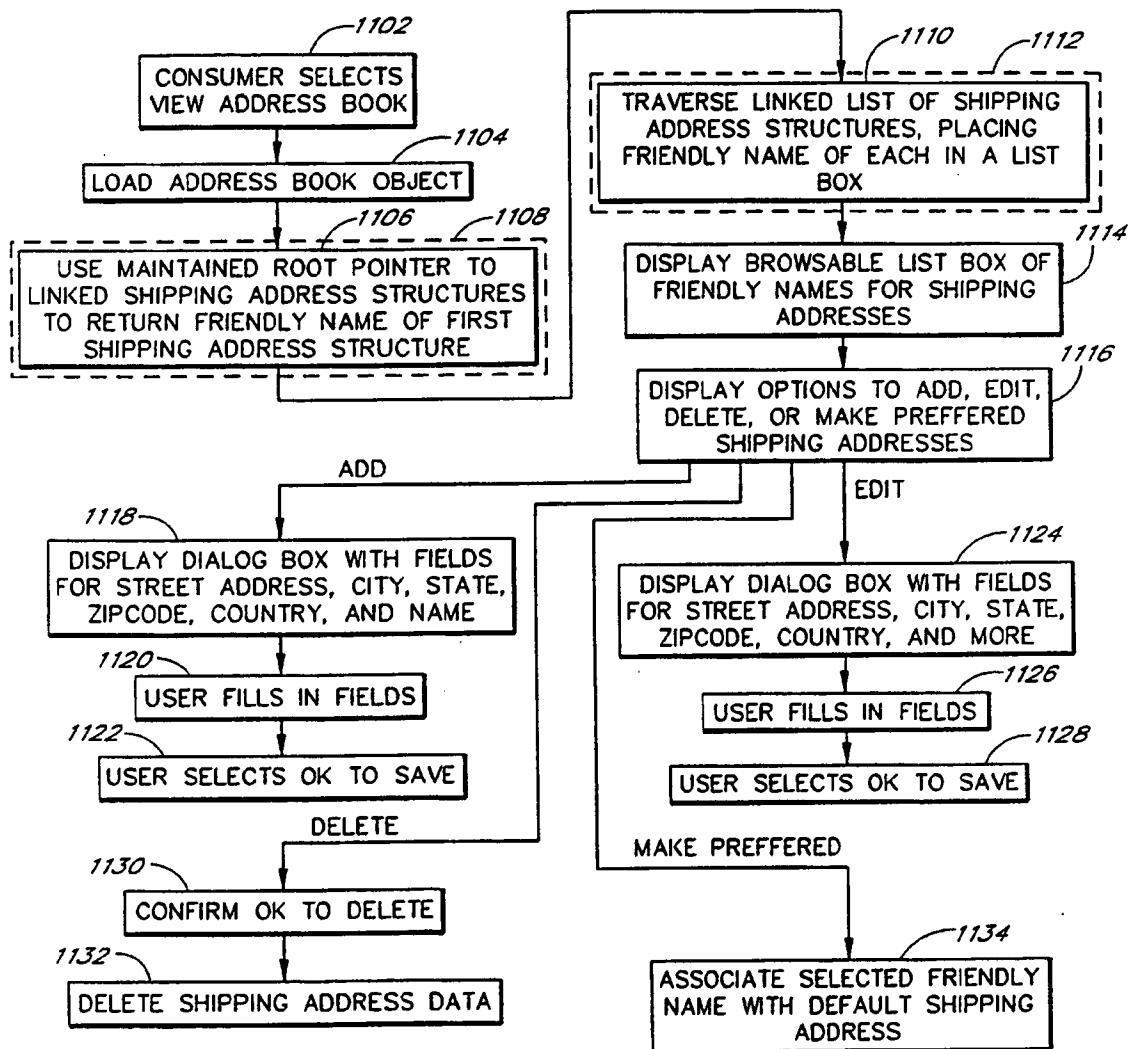 1102
CONSUMER SELECTS
VIEW ADDRESS BOOK
1104
LOAD ADDRESS BOOK OBJECT
1106
1108
USE MAINTAINED ROOT POINTER TO
LINKED SHIPPING ADDRESS STRUCTURES
TO RETURN FRIENDLY NAME OF FIRST
SHIPPING ADDRESS STRUCTURE
1110
1112
TRAVERSE LINKED LIST OF SHIPPING
ADDRESS STRUCTURES, PLACING
FRIENDLY NAME OF EACH IN A LIST
BOX
1114
DISPLAY BROWSABLE LIST BOX OF
FRIENDLY NAMES FOR SHIPPING
ADDRESSES
1116
DISPLAY OPTIONS TO ADD, EDIT,
DELETE, OR MAKE PREFFERED
SHIPPING ADDRESSES
ADD
1118
DISPLAY DIALOG BOX WITH FIELDS
FOR STREET ADDRESS, CITY, STATE,
ZIPCODE, COUNTRY, AND NAME
1120
USER FILLS IN FIELDS
1122
USER SELECTS OK TO SAVE
EDIT
1124
DISPLAY DIALOG BOX WITH FIELDS
FOR STREET ADDRESS, CITY, STATE,
ZIPCODE, COUNTRY, AND MORE
1126
USER FILLS IN FIELDS
1128
USER SELECTS OK TO SAVE
DELETE
1130
CONFIRM OK TO DELETE
1132
DELETE SHIPPING ADDRESS DATA
MAKE PREFFERED
1134
ASSOCIATE SELECTED FRIENDLY
NAME WITH DEFAULT SHIPPING
ADDRESS